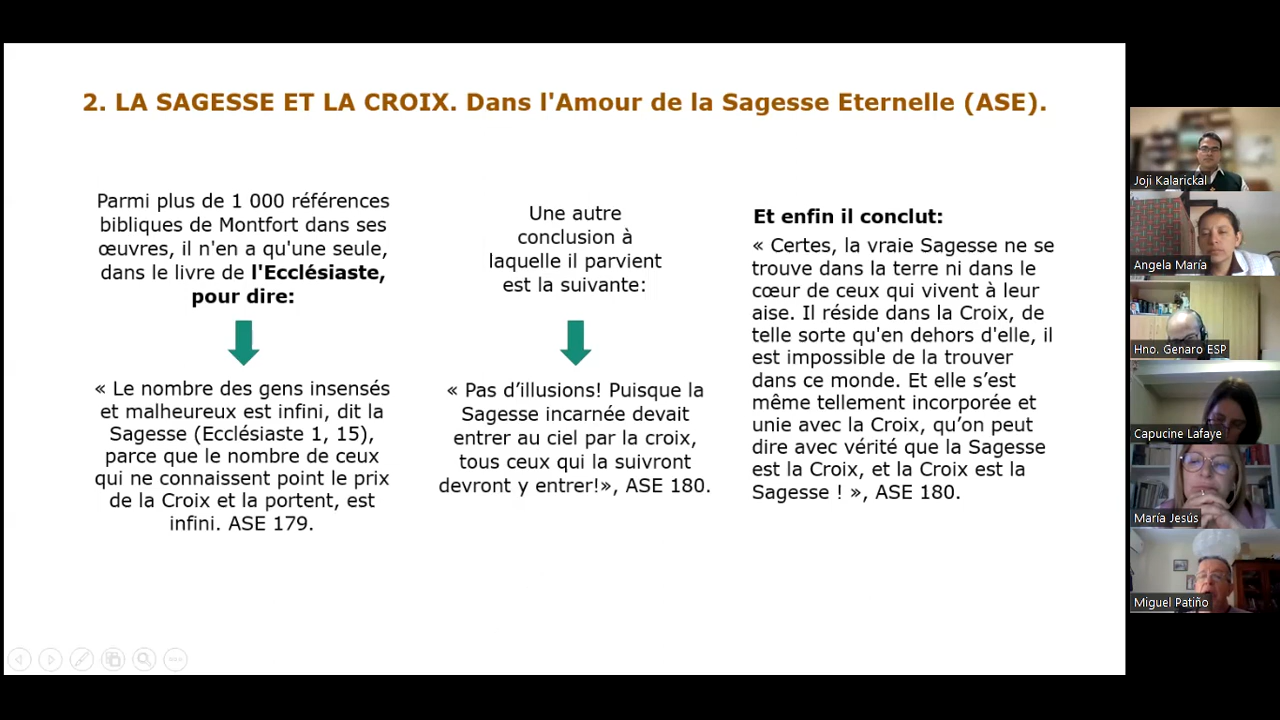 2. LA SAGESSE ET LA CROIX. Dans l'Amour de la Sagesse Eternelle (ASE).
Parmi plus de 1 000 références
bibliques de Montfort dans ses
œuvres, il n'en a qu'une seule,
dans le livre de l'Ecclésiaste,
pour dire:
« Le nombre des gens insensés
et malheureux est infini, dit la
Sagesse (Ecclésiaste 1, 15),
parce que le nombre de ceux
qui ne connaissent point le prix
de la Croix et la portent, est
infini. ASE 179.
Une autre
conclusion à
laquelle il parvient
est la suivante:
« Pas d’illusions! Puisque la
Sagesse incarnée devait
entrer au ciel par la croix,
tous ceux qui la suivront
devront y entrer!», ASE 180.
Et enfin il conclut:
« Certes, la vraie Sagesse ne se
trouve dans la terre ni dans le
cœur de ceux qui vivent à leur
aise. Il réside dans la Croix, de
telle sorte qu'en dehors d'elle, il
est impossible de la trouver
dans ce monde. Et elle s’est
même tellement incorporée et
unie avec la Croix, qu’on peut
dire avec vérité que la Sagesse
est la Croix, et la Croix est la
Sagesse ! », ASE 180.
Joji Kalarickal
Angela María
Hno. Genaro ESP
Capucine Lafaye
María Jesús
Miguel Patiño